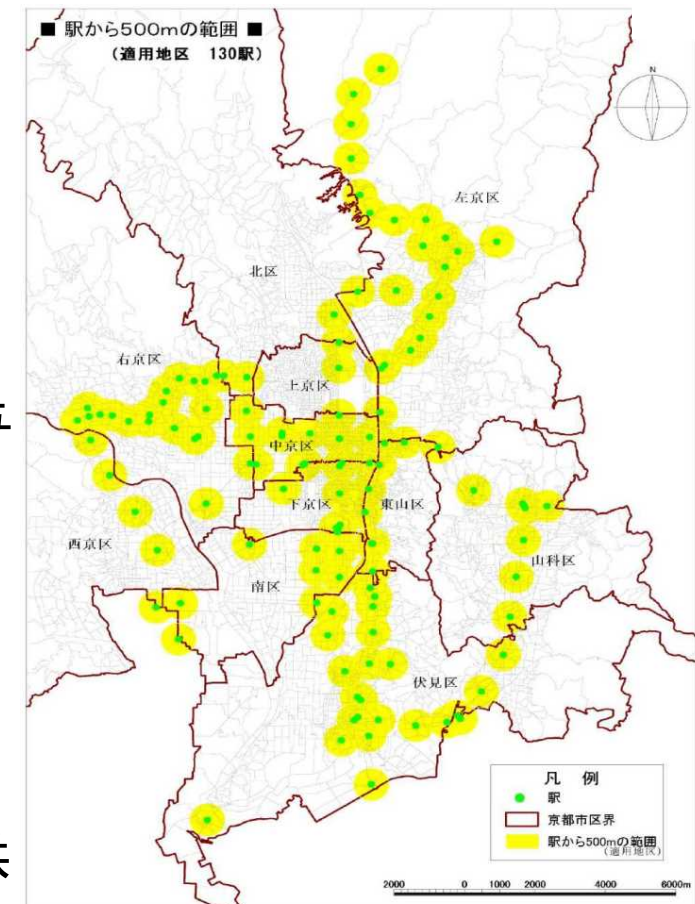 ■ 駅から500mの範囲 ■
(適用地区 130駅)
N
左京区
北区
右京区
上京区
中京区
下京区
東山区
西京区
山科区
南区
伏見区
凡 例
駅
京都市区界
駅から500mの範囲
(適用地区)
2000 0 1000 2000 4000 6000m